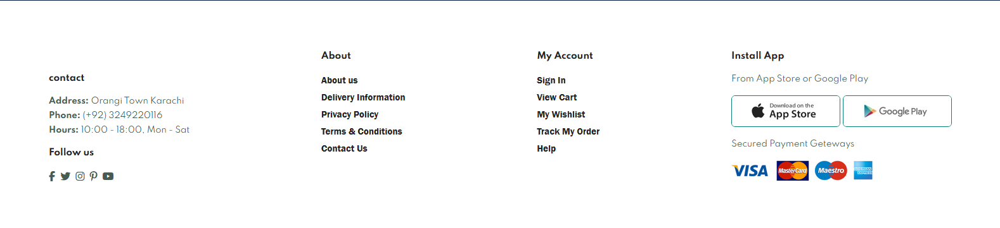 contact
Address: Orangi Town Karachi
Phone: (+92) 3249220116
Hours: 10:00 - 18:00, Mon - Sat
Follow us
About
About us
Delivery Information
Privacy Policy
Terms & Conditions
Contact Us
My Account
Sign In
View Cart
My Wishlist
Track My Order
Help
Install App
From App Store or Google Play
Download on the
App Store
Google Play
Secured Payment Geteways
VISA
MasterCard
Maestro
AMERICAN
EXPRESS